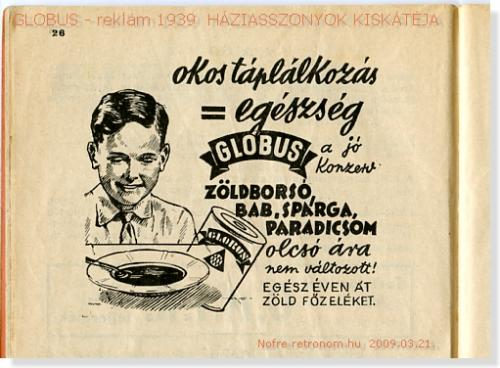 GLOBUS - reklám 1939 HÁZIASSZONYOK KISKÁTÉJA
26
okos táplálkozás
= egészség
GLÓBUS a jó
konzerv
ZÖLDBORSÓ,
BAB, SPÁRGA,
PARADICSOM
olcsó ára
nem változott!
EGÉSZ ÉVEN ÁT
ZÖLD FŐZELÉKET.
GLOBUS
Nofre-retronom.hu 2009.03.21.